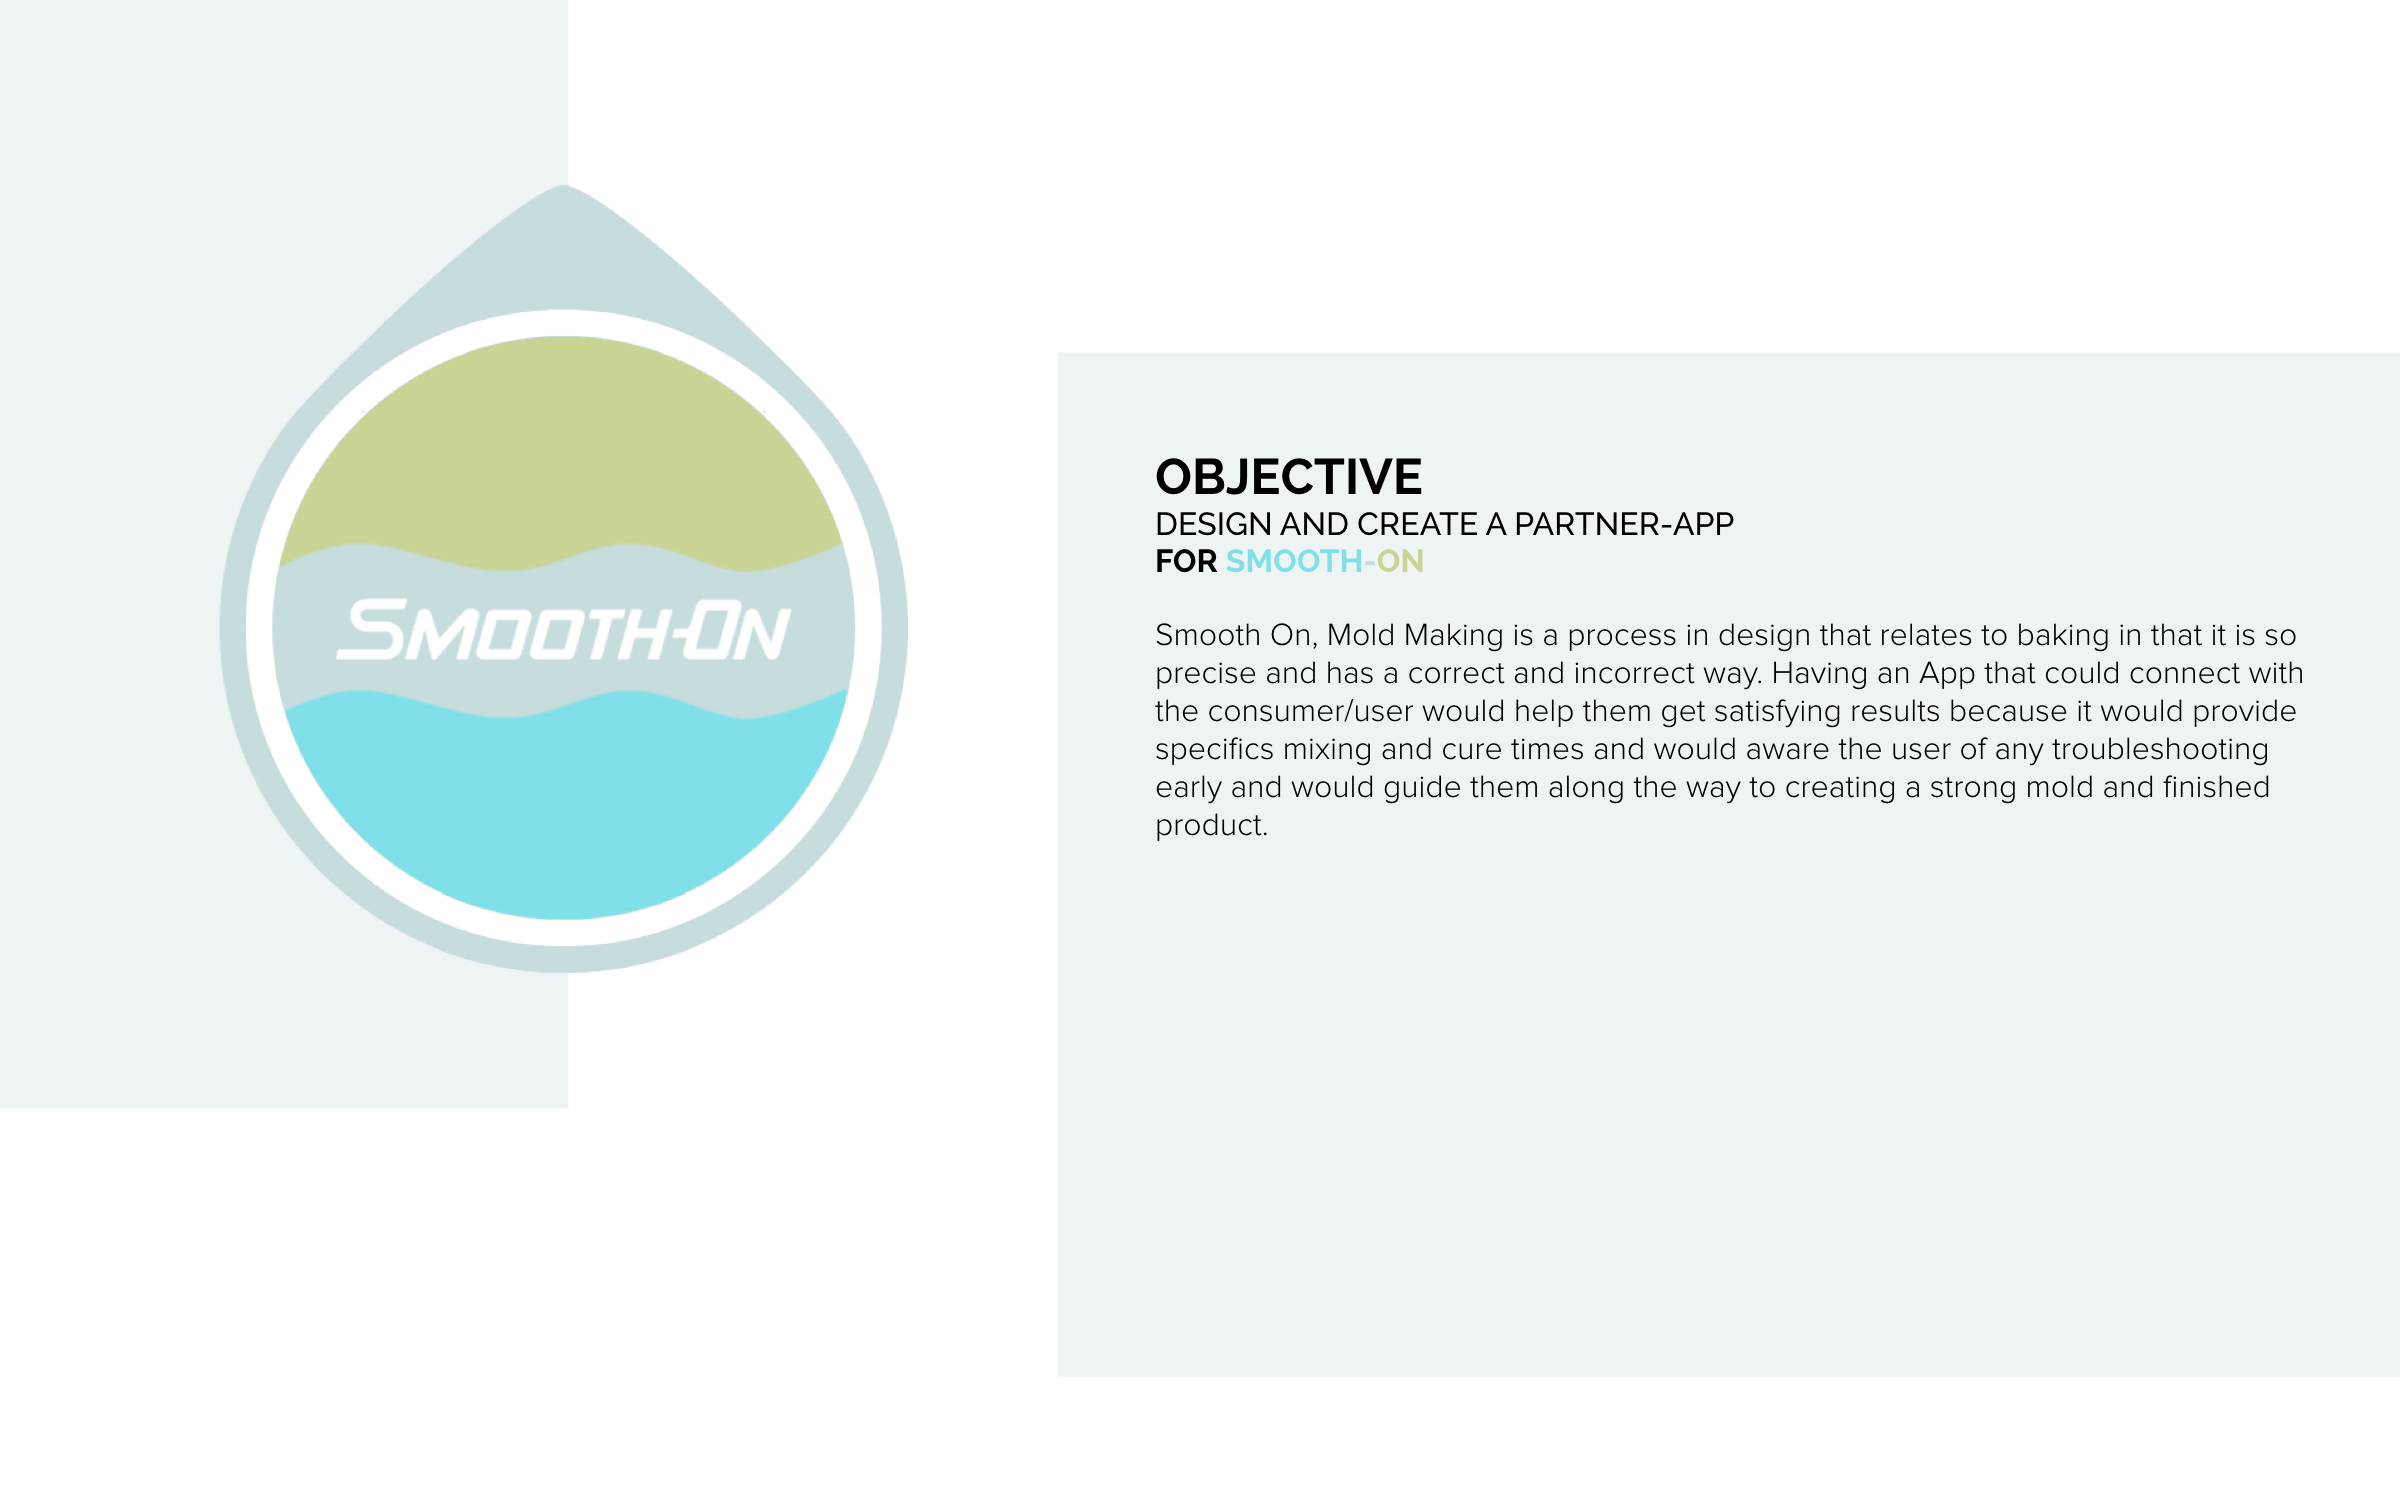 SMOOTH-ON
OBJECTIVE
DESIGN AND CREATE A PARTNER-APP
FOR SMOOTH-ON
Smooth On, Mold Making is a process in design that relates to baking in that it is so
precise and has a correct and incorrect way. Having an App that could connect with
the consumer/user would help them get satisfying results because it would provide
specifics mixing and cure times and would aware the user of any troubleshooting
early and would guide them along the way to creating a strong mold and finished
product.